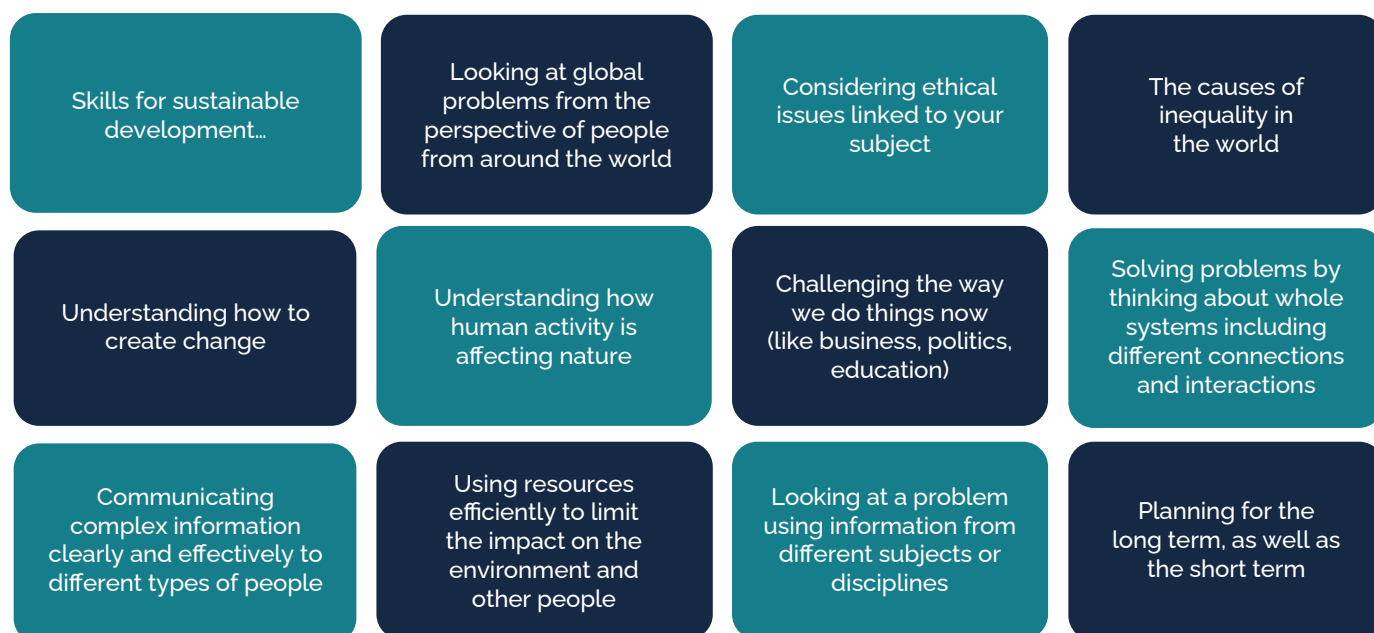 Skills for sustainable
development…
Looking at global
problems from the
perspective of people
from around the world
Considering ethical
issues linked to your
subject
The causes of
inequality in
the world
Understanding how to
create change
Understanding how
human activity is
affecting nature
Challenging the way
we do things now
(like business, politics,
education)
Solving problems by
thinking about whole
systems including
different connections
and interactions
Communicating
complex information
clearly and effectively to
different types of people
Using resources
efficiently to limit
the impact on the
environment and
other people
Looking at a problem
using information from
different subjects or
disciplines
Planning for the
long term, as well as
the short term